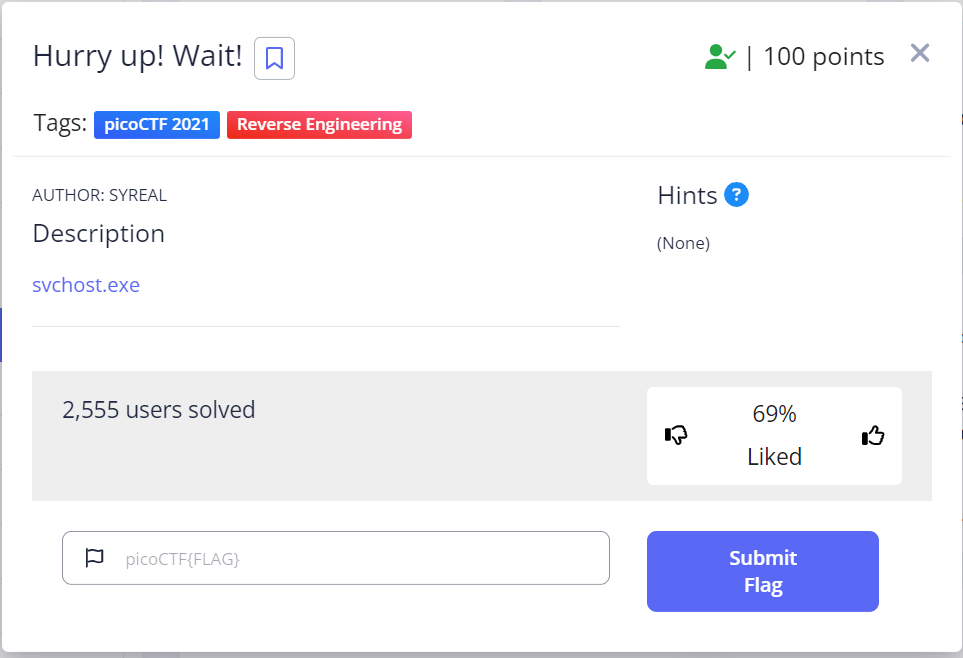 Hurry up! Wait!
| 100 points
Tags: picoCTF 2021 Reverse Engineering
AUTHOR: SYREAL
Description
svchost.exe
Hints ?
(None)
2,555 users solved
69%
Liked
picoCTF{FLAG}
Submit
Flag